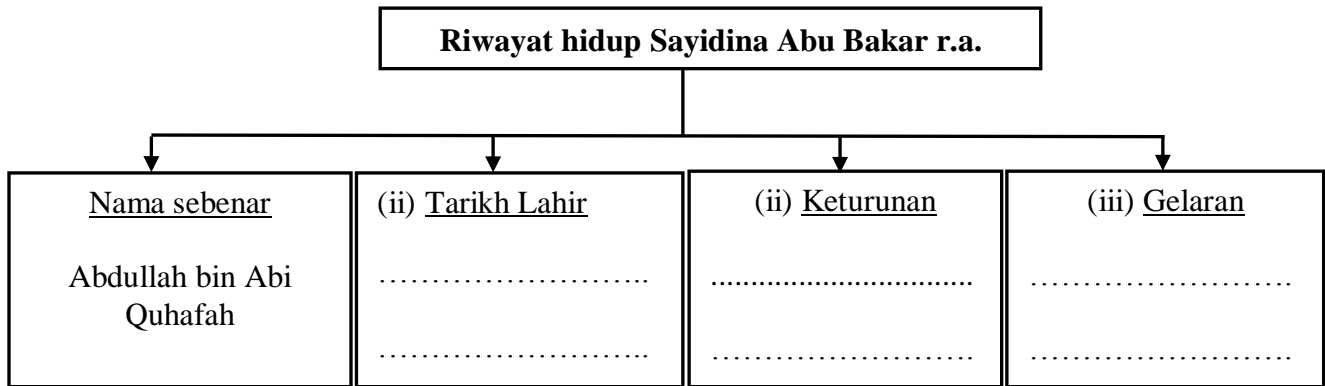 Riwayat hidup Sayidina Abu Bakar r.a.
Nama sebenar
Abdullah bin Abi
Quhafah
(ii) Tarikh Lahir
………………………..
………………………..
(ii) Keturunan
.................................
……………………….
(iii) Gelaran
……………………….
……………………….